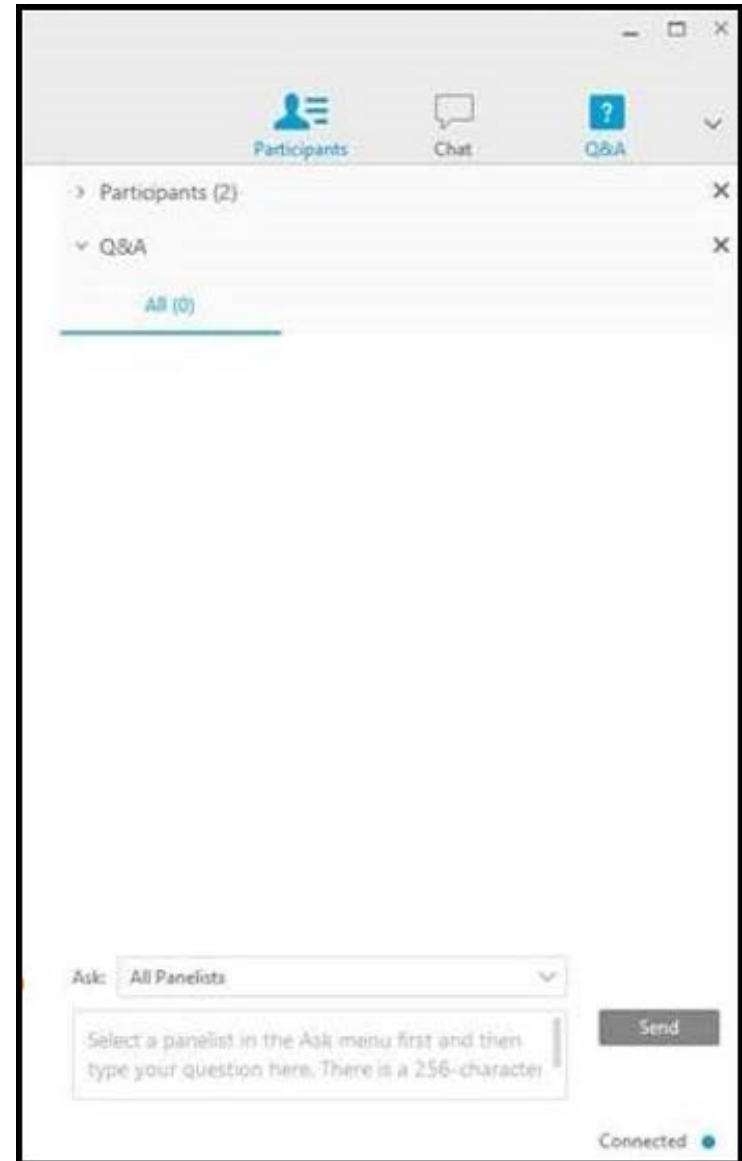 Participants
Chat
Q&A
Participants (2)
Q&A
All (0)
Ask: All Panelists
Select a panelist in the Ask menu first and then
type your question here. There is a 256-character
Send
Connected